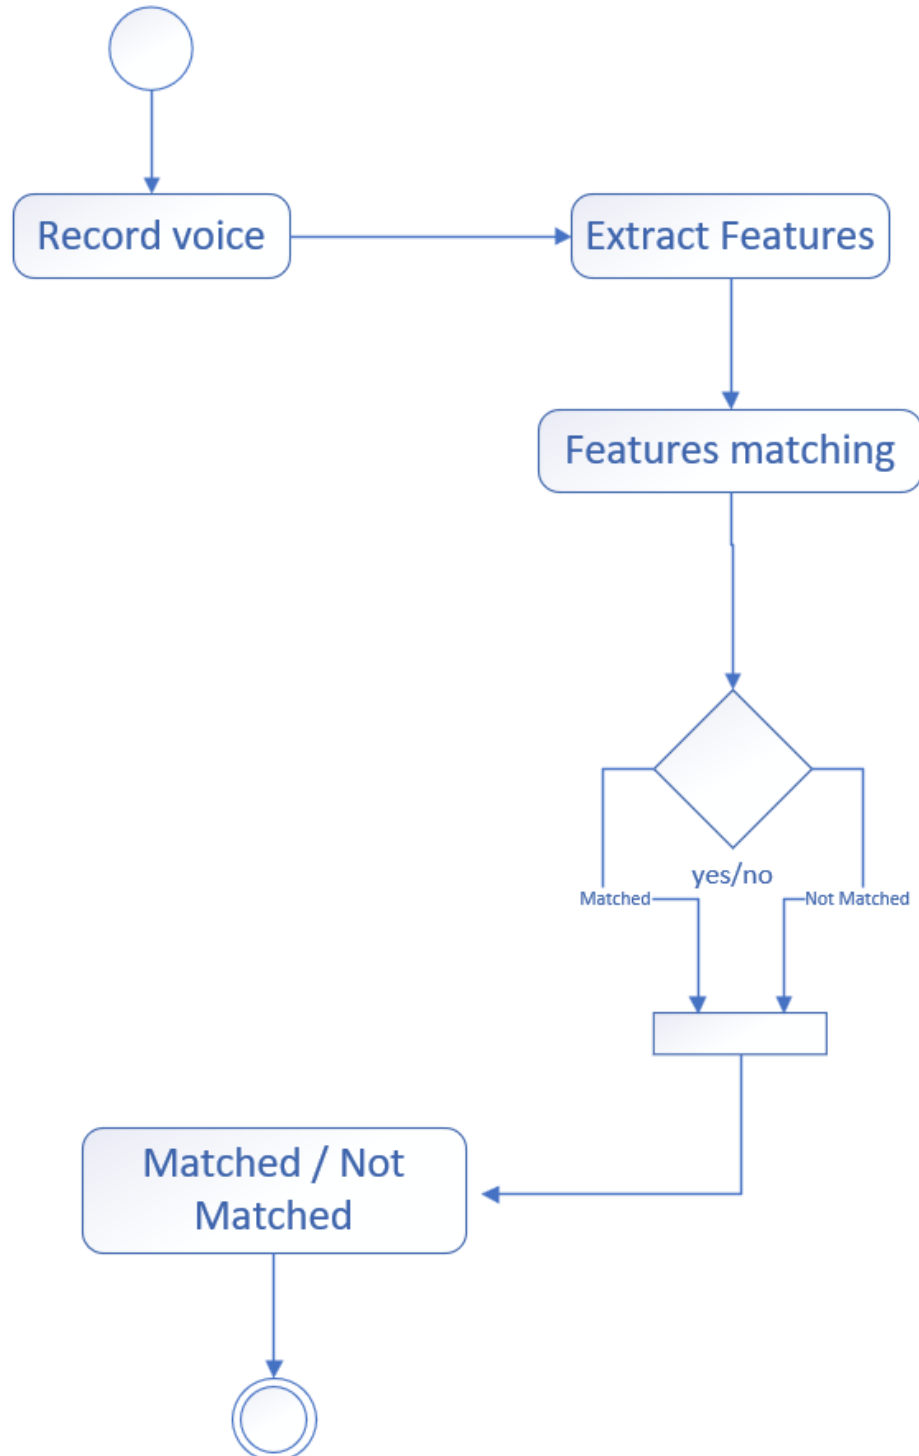 Record voice
Extract Features
Features matching
yes/no
Matched
Not Matched
Matched / Not
Matched